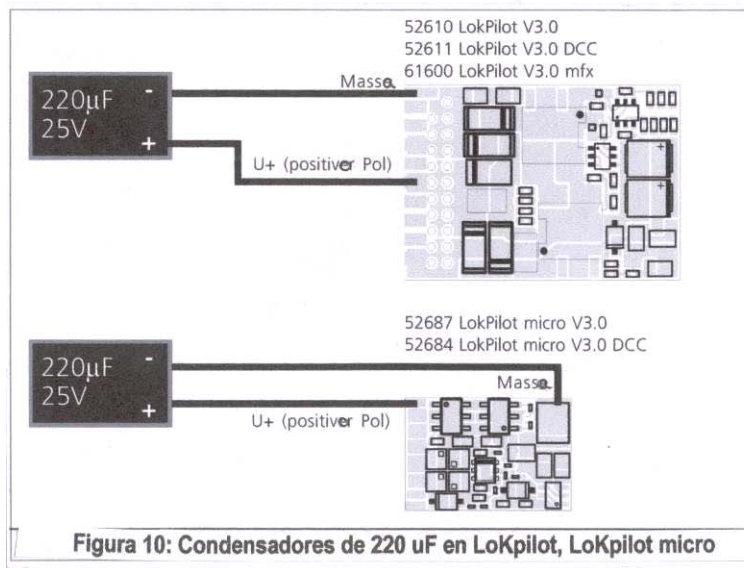 52610 LokPilot V3.0
52611 LokPilot V3.0 DCC
61600 LokPilot V3.0 mfx
Masse
220µF -
25V +
U+ (positiver Pol)
52687 LokPilot micro V3.0
52684 LokPilot micro V3.0 DCC
220µF -
25V +
Masse
U+ (positiver Pol)
Figura 10: Condensadores de 220 uF en LoKpilot, LoKpilot micro